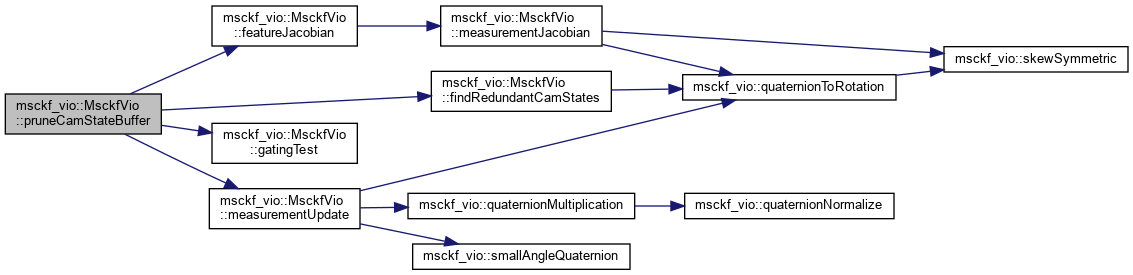 msckf_vio::MsckfVio
::pruneCamStateBuffer
msckf_vio::MsckfVio
::featureJacobian
msckf_vio::MsckfVio
::measurementJacobian
msckf_vio::skewSymmetric
msckf_vio::quaternionToRotation
msckf_vio::MsckfVio
::findRedundantCamStates
msckf_vio::MsckfVio
::gatingTest
msckf_vio::MsckfVio
::measurementUpdate
msckf_vio::quaternionMultiplication
msckf_vio::quaternionNormalize
msckf_vio::smallAngleQuaternion